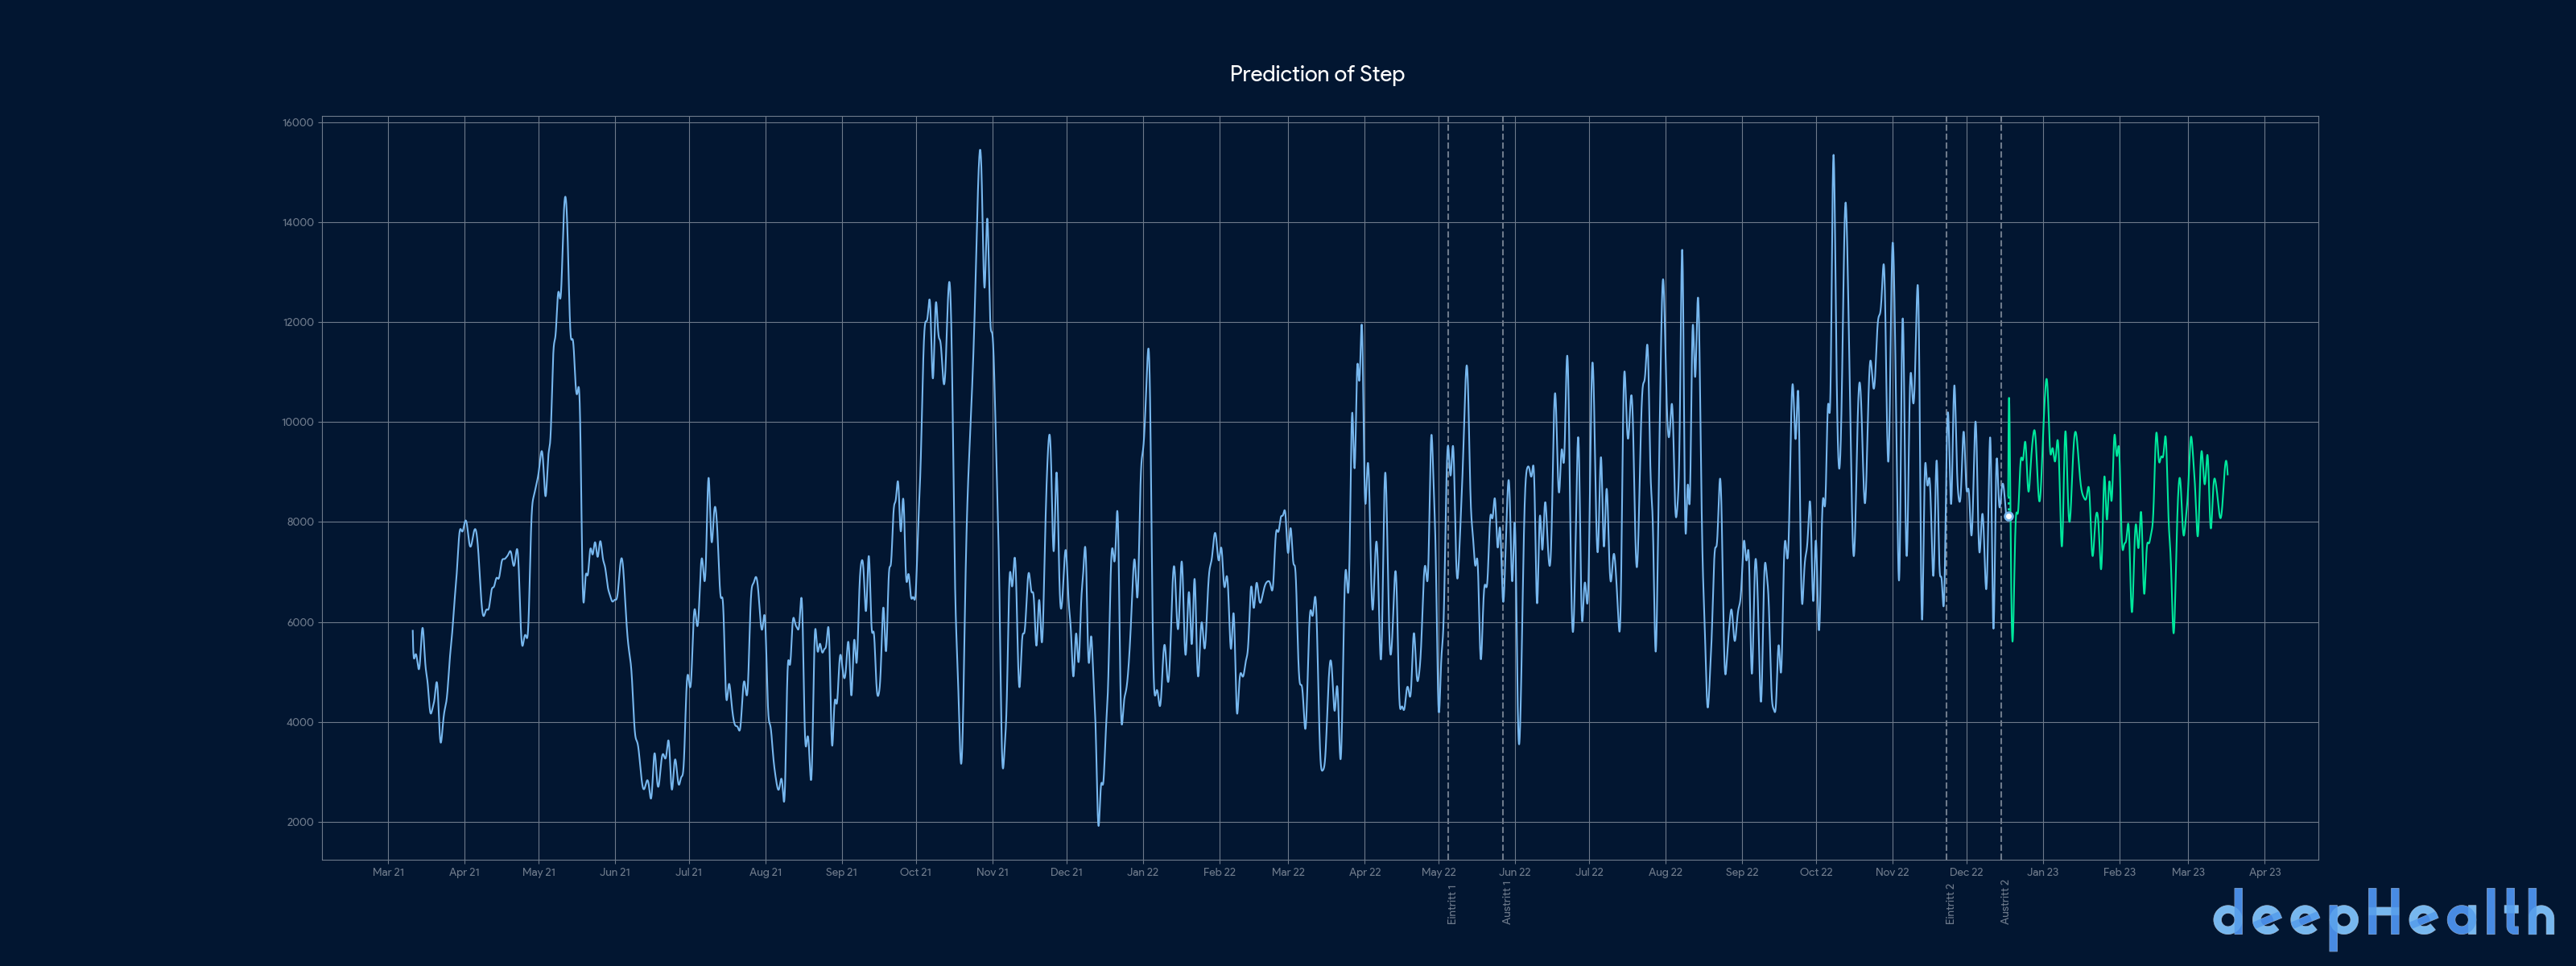 Prediction of Step
16000
14000
12000
10000
8000
6000
4000
2000
Mar 21 Apr 21 May 21 Jun 21 Jul 21 Aug 21 Sep 21 Oct 21 Nov 21 Dec 21 Jan 22 Feb 22 Mar 22 Apr 22 May 22 Jun 22 Jul 22 Aug 22 Sep 22 Oct 22 Nov 22 Dec 22 Jan 23 Feb 23 Mar 23 Apr 23
Eintritt 1
Austritt 1
Eintritt 2
Austritt 2
deepHealth